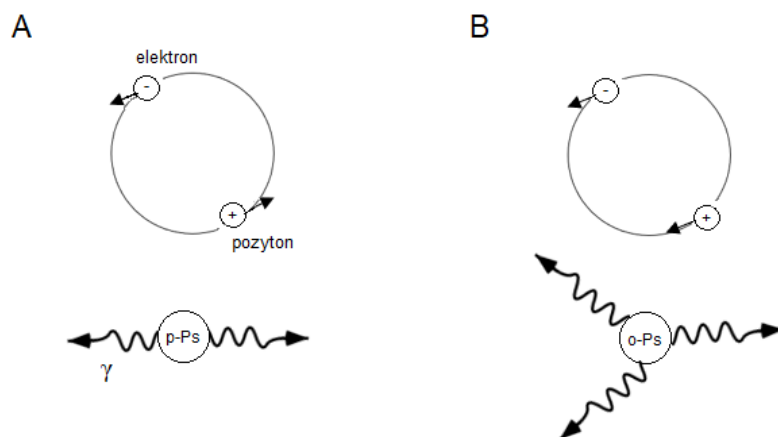 A
B
elektron
-
-
+
+
pozyton
p-Ps
o-Ps
γ